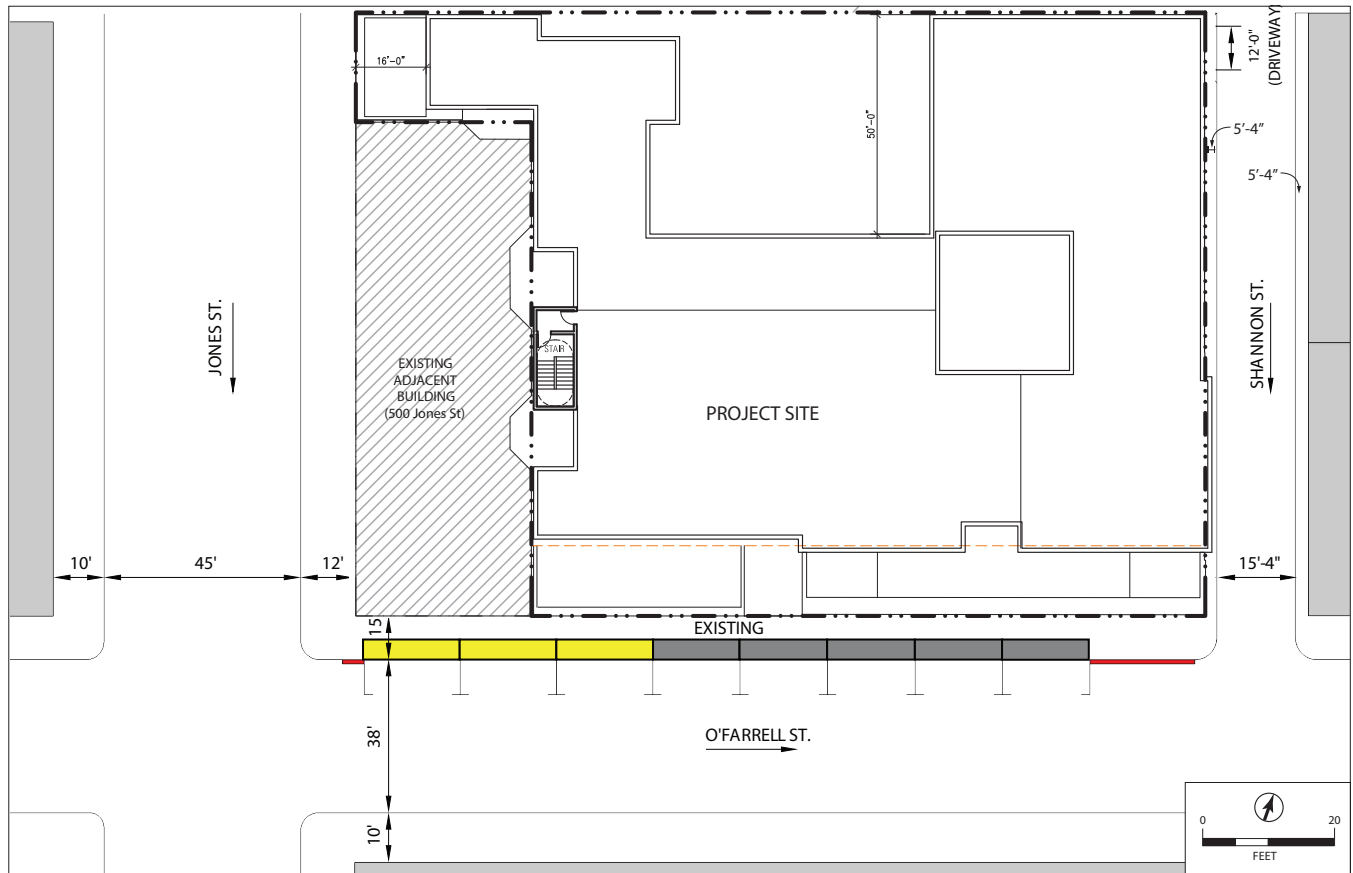 16'-0"
50'-0"
12'-0"
(DRIVEWAY)
5'-4"
5'-4"
JONES ST.
SHANNON ST.
STAIR
EXISTING
ADJACENT
BUILDING
(500 Jones St)
PROJECT SITE
10'
45'
12'
15'-4"
15
EXISTING
38'
O'FARRELL ST.
10'
0
20
FEET